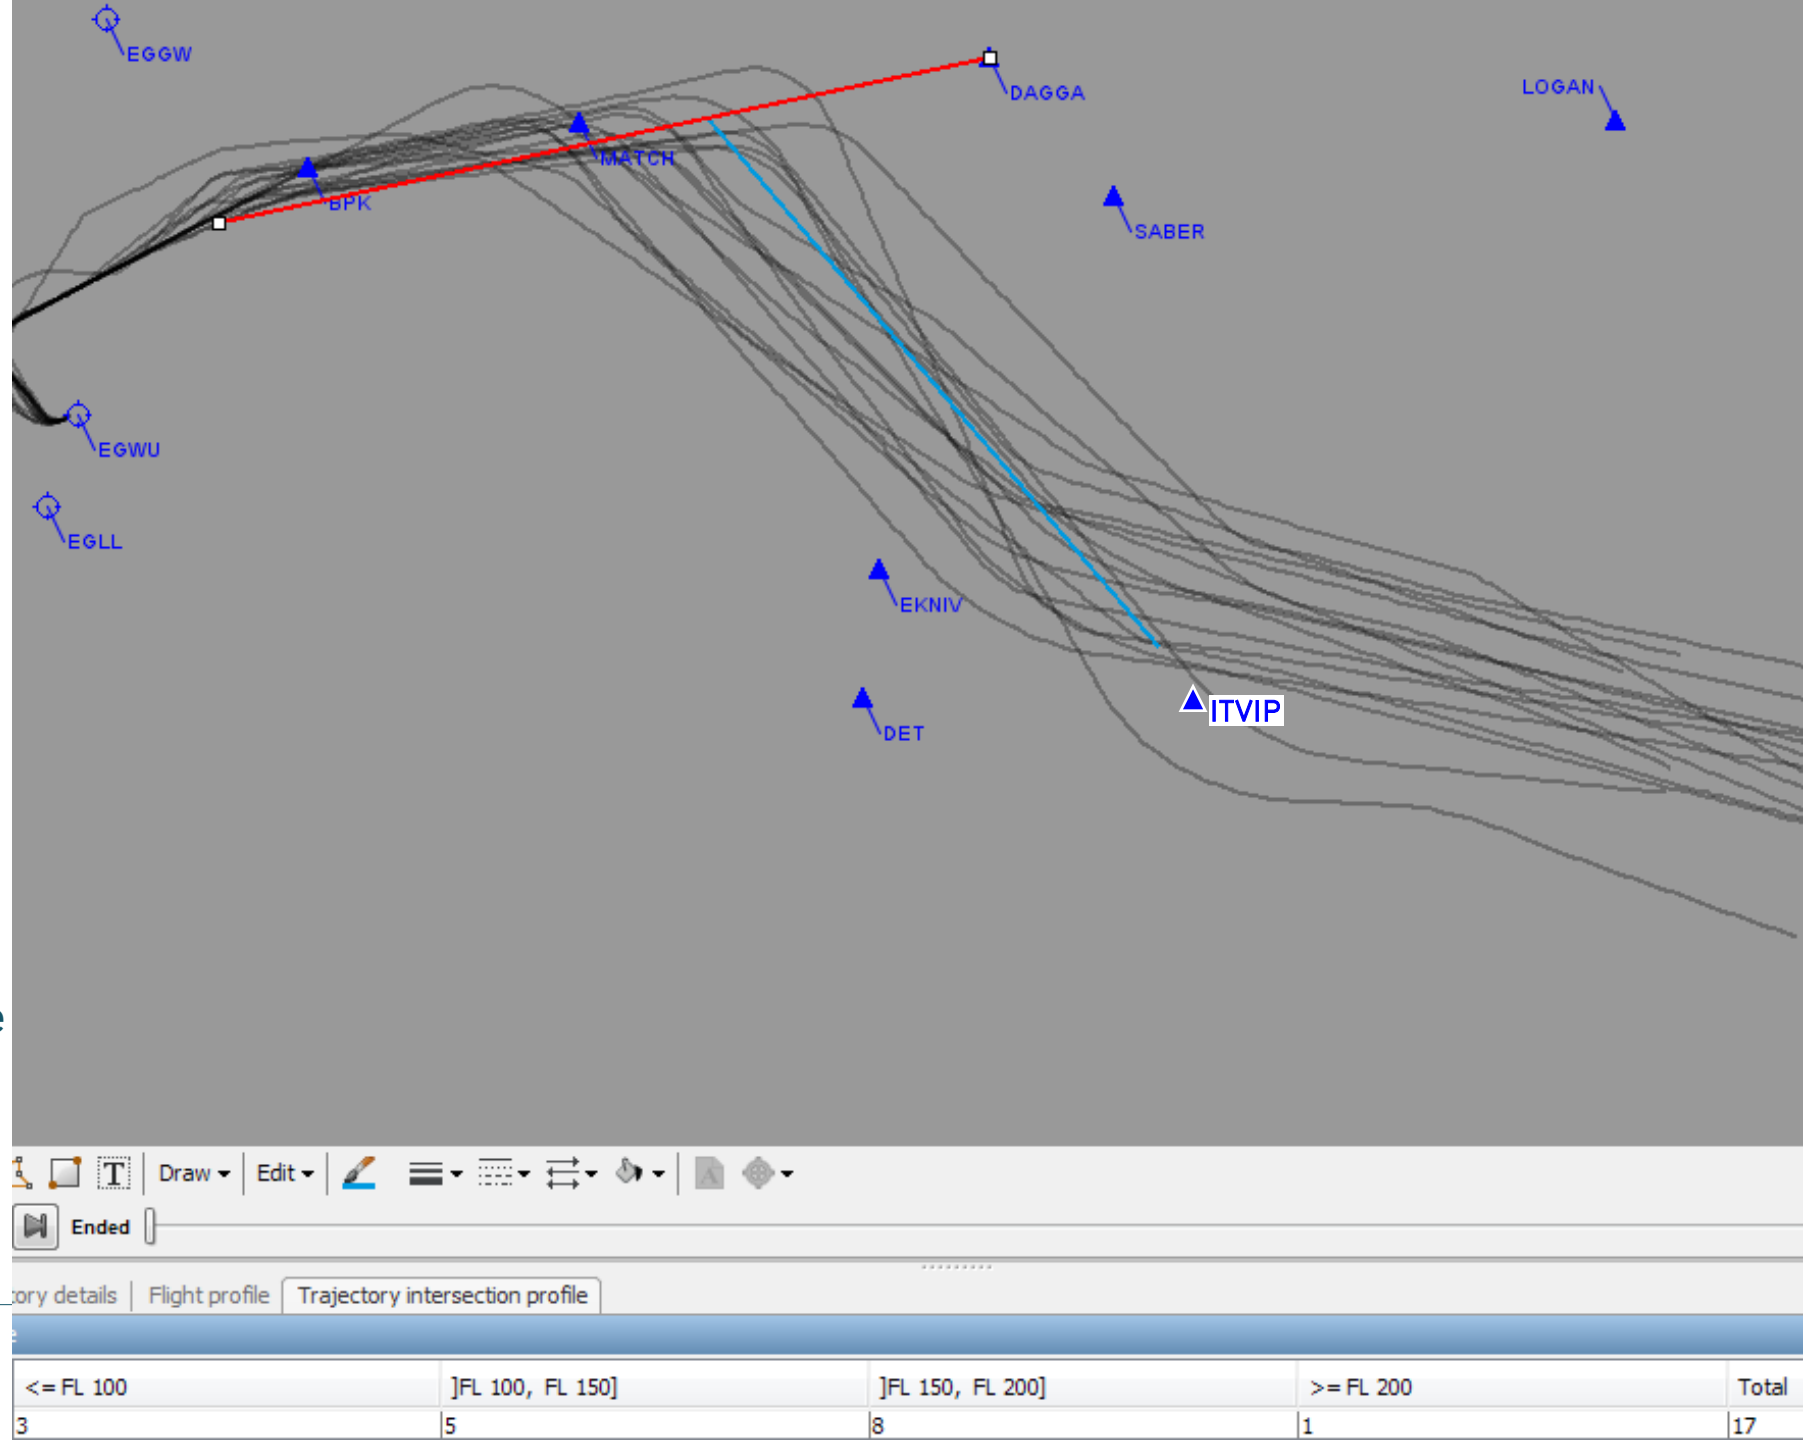 EGGW
DAGGA
LOGAN
MATCH
BPK
SABER
EGWU
EGLL
EKNIV
ITVIP
DET
e
T Draw Edit A
Ended
tory details Flight profile Trajectory intersection profile
e
<= FL 100 ]FL 100, FL 150] ]FL 150, FL 200] >= FL 200 Total
3 5 8 1 17